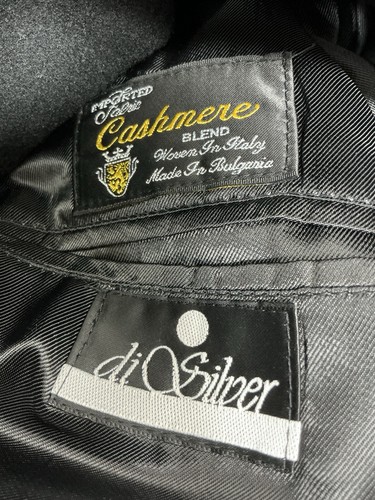 IMPORTED
Fabric
Cashmere
BLEND
Woven In Italy
Made In Bulgaria
di Silver